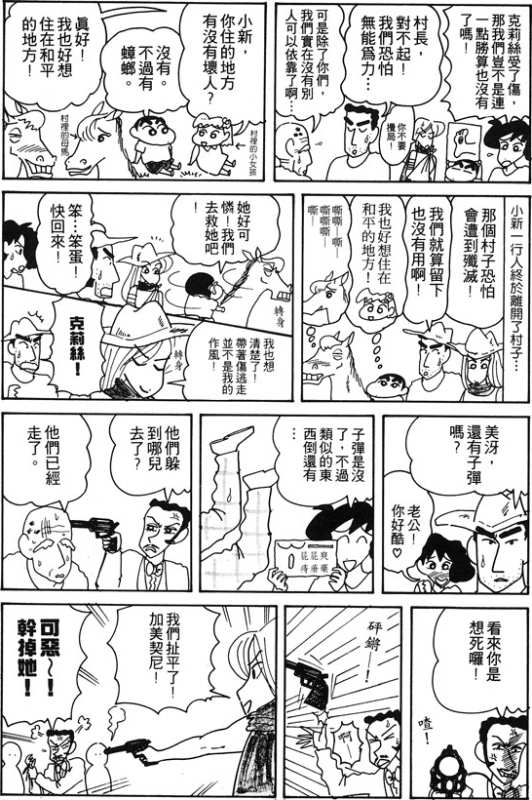 克莉絲受了傷,
那我們豈不是連
一點勝算也沒有
了嗎!
你不要
攪局!
村長,
對不起!
我們恐怕
無能為力…
可是除了你們,
我們實在沒有別
人可以依靠了啊…
小新,
你住的地方
有沒有壞人?
村裡的小女孩
沒有。
不過有
蟑螂。
真好!
我也好想
住在和平
的地方!
村裡的母馬
小新一行人終於離開了村子…
那個村子恐怕
會遭到殲滅!
我們就算留下
也沒有用啊!
我也好想住在
和平的地方!
嘶嘶—
嘶嘶嘶—
嘶—
轉身
她好可
憐!我們
去救她吧
!
笨…笨蛋!
快回來!
我也想
清楚了!
帶著傷逃走
並不是我的
作風!
轉身
克莉絲!
美冴,
還有子彈
嗎?
老公!
你好酷♡
子彈是沒
了,不過
類似的東
西倒還有
…
他們躲
到哪兒
去了?
他們已經
走了。
看來你是
想死囉!
喳!
砰鏘—!
啊!
我們扯平了!
加美契尼!
可惡~!
幹掉她!